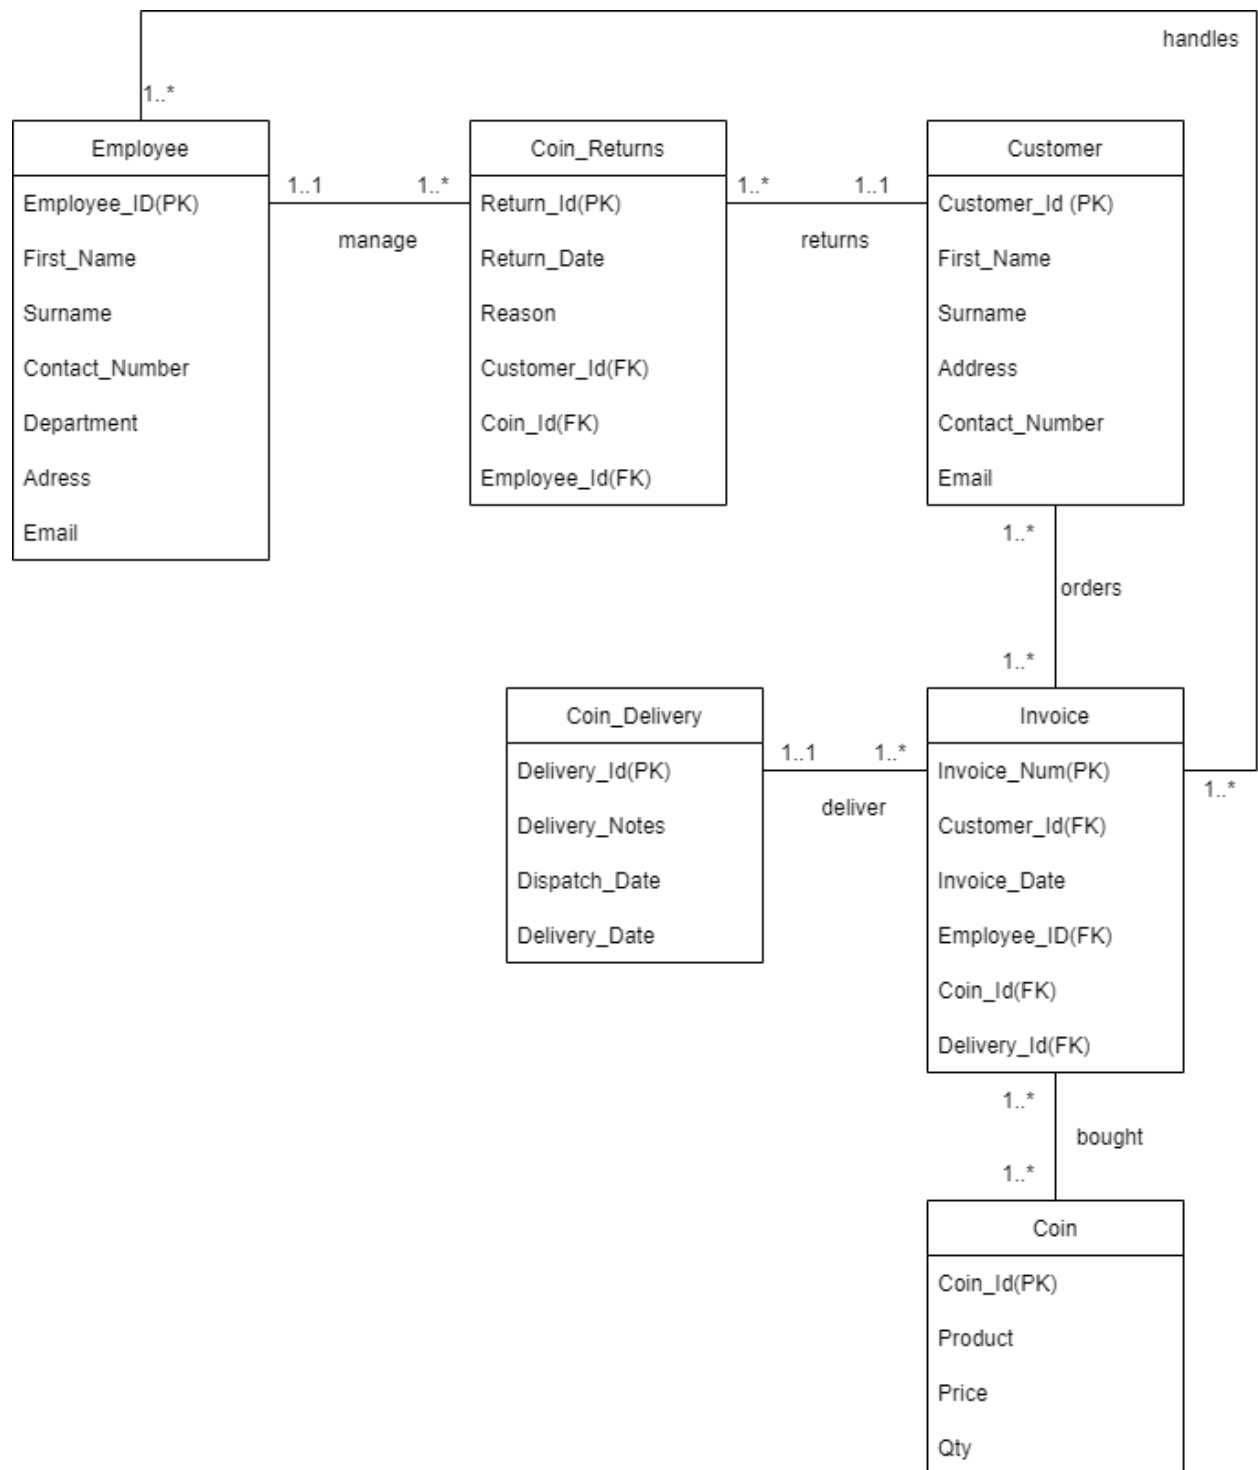 handles
1..*
Employee
Employee_ID(PK)
First_Name
Surname
Contact_Number
Department
Adress
Email
1..1
1..*
manage
Coin_Returns
Return_Id(PK)
Return_Date
Reason
Customer_Id(FK)
Coin_Id(FK)
Employee_Id(FK)
1..*
1..1
returns
Customer
Customer_Id (PK)
First_Name
Surname
Address
Contact_Number
Email
1..*
orders
1..*
Coin_Delivery
Delivery_Id(PK)
Delivery_Notes
Dispatch_Date
Delivery_Date
1..1
1..*
deliver
Invoice
Invoice_Num(PK)
Customer_Id(FK)
Invoice_Date
Employee_ID(FK)
Coin_Id(FK)
Delivery_Id(FK)
1..*
1..*
bought
1..*
Coin
Coin_Id(PK)
Product
Price
Qty